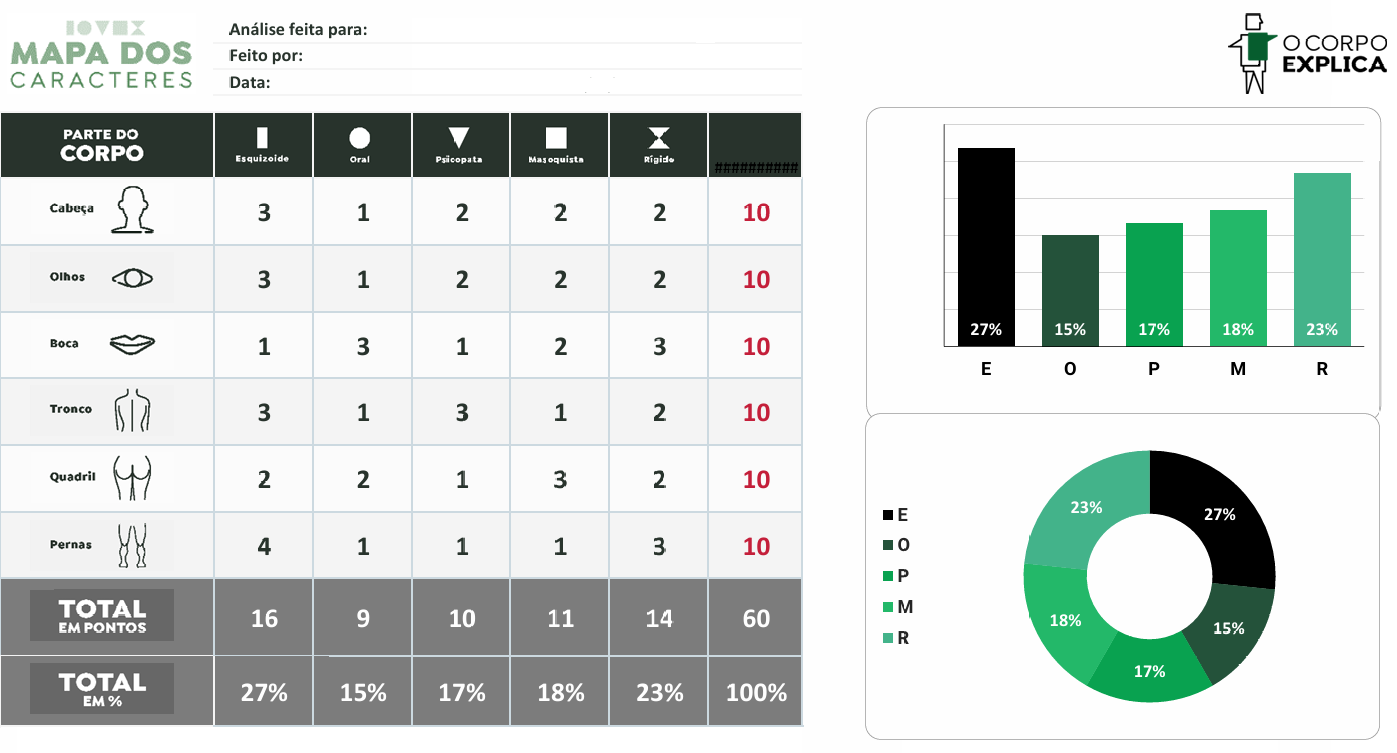 MAPA DOS
CARACTERES
Análise feita para:
Feito por:
Data:
O CORPO
EXPLICA
PARTE DO
CORPO
Esquizoide
Oral
Psicopata
Masoquista
Rígido
##########
Cabeça 3 1 2 2 2 10
Olhos 3 1 2 2 2 10
Boca 1 3 1 2 3 10
Tronco 3 1 3 1 2 10
Quadril 2 2 1 3 2 10
Pernas 4 1 1 1 3 10
TOTAL
EM PONTOS
16 9 10 11 14 60
TOTAL
EM %
27% 15% 17% 18% 23% 100%
27% 15% 17% 18% 23%
E O P M R
E
O
P
M
R
23%
27%
18%
15%
17%